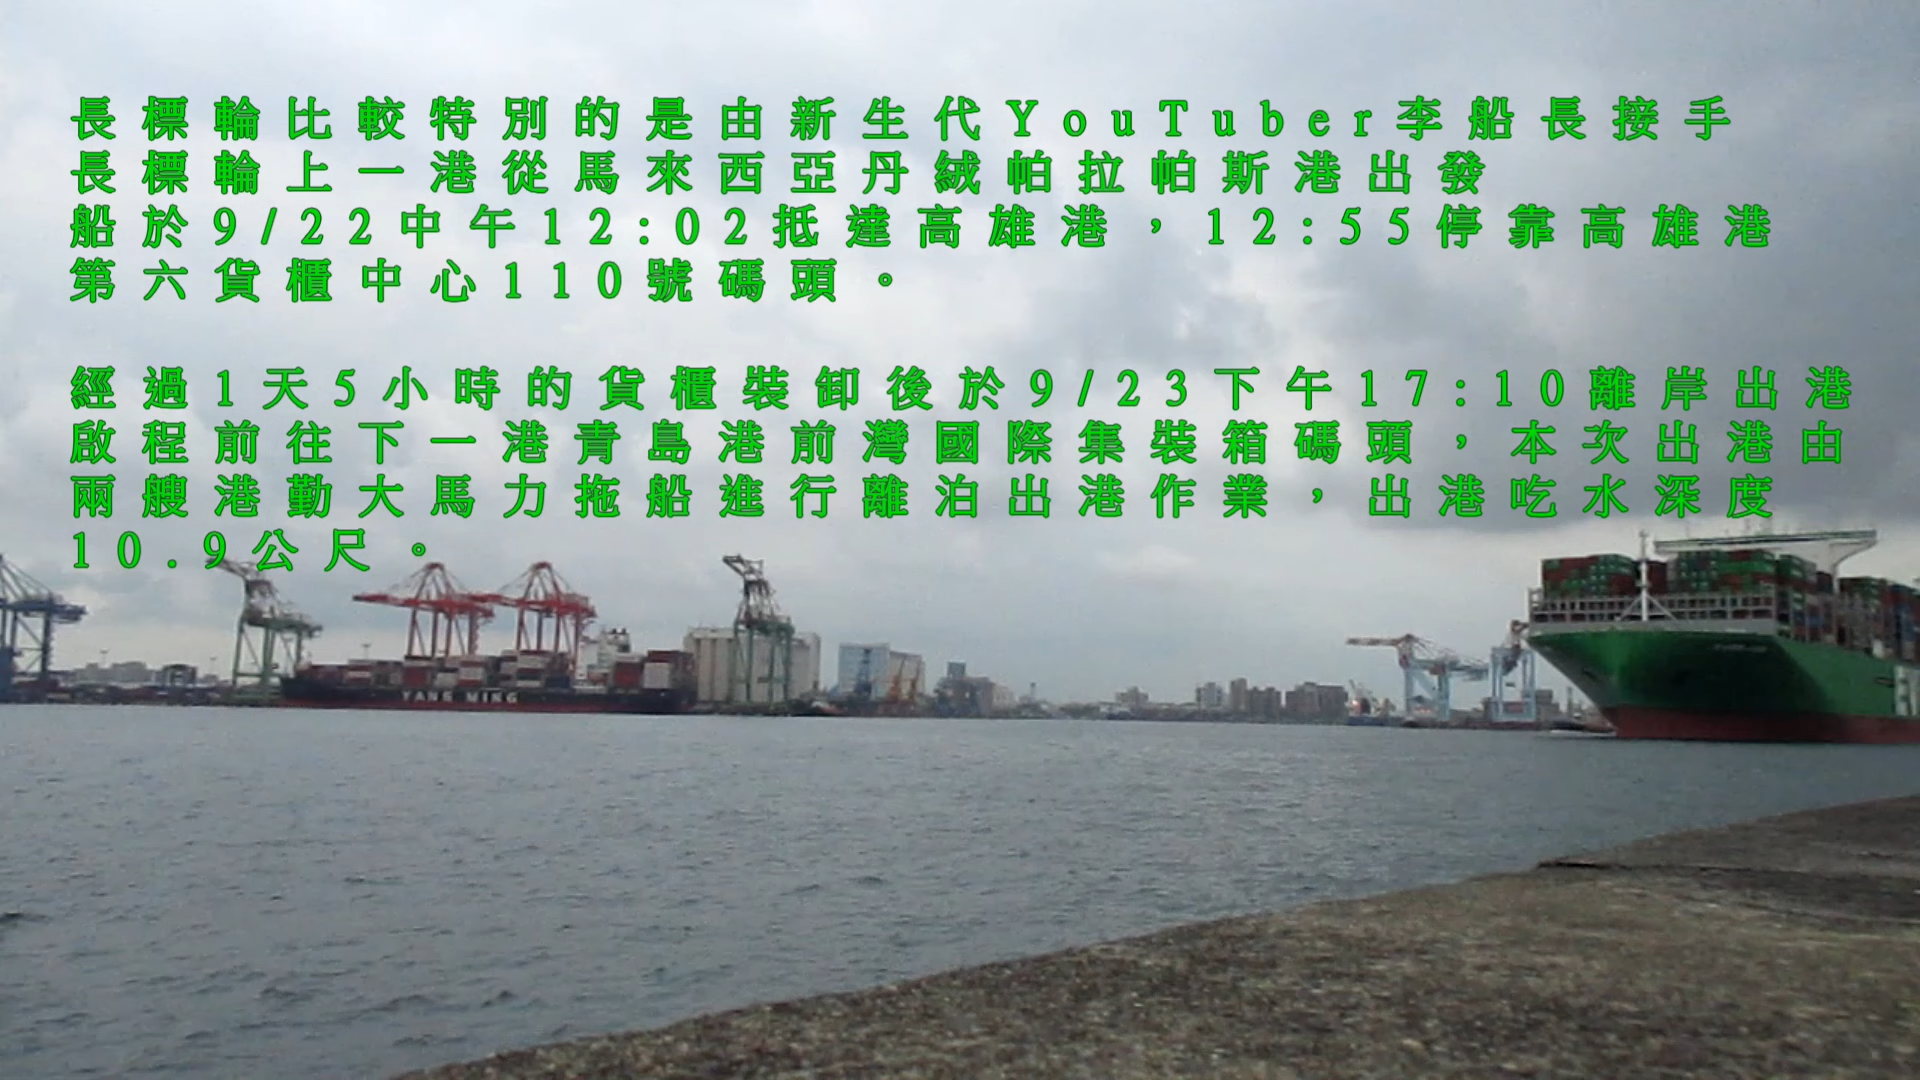 長標輪比較特別的是由新生代YouTuber李船長接手
長標輪上一港從馬來西亞丹絨帕拉帕斯港出發
船於9/22中午12:02抵達高雄港，12:55停靠高雄港
第六貨櫃中心110號碼頭。
經過1天5小時的貨櫃裝卸後於9/23下午17:10離岸出港
啟程前往下一港青島港前灣國際集裝箱碼頭，本次出港由
兩艘港勤大馬力拖船進行離泊出港作業，出港吃水深度
10.9公尺。
YANG MING